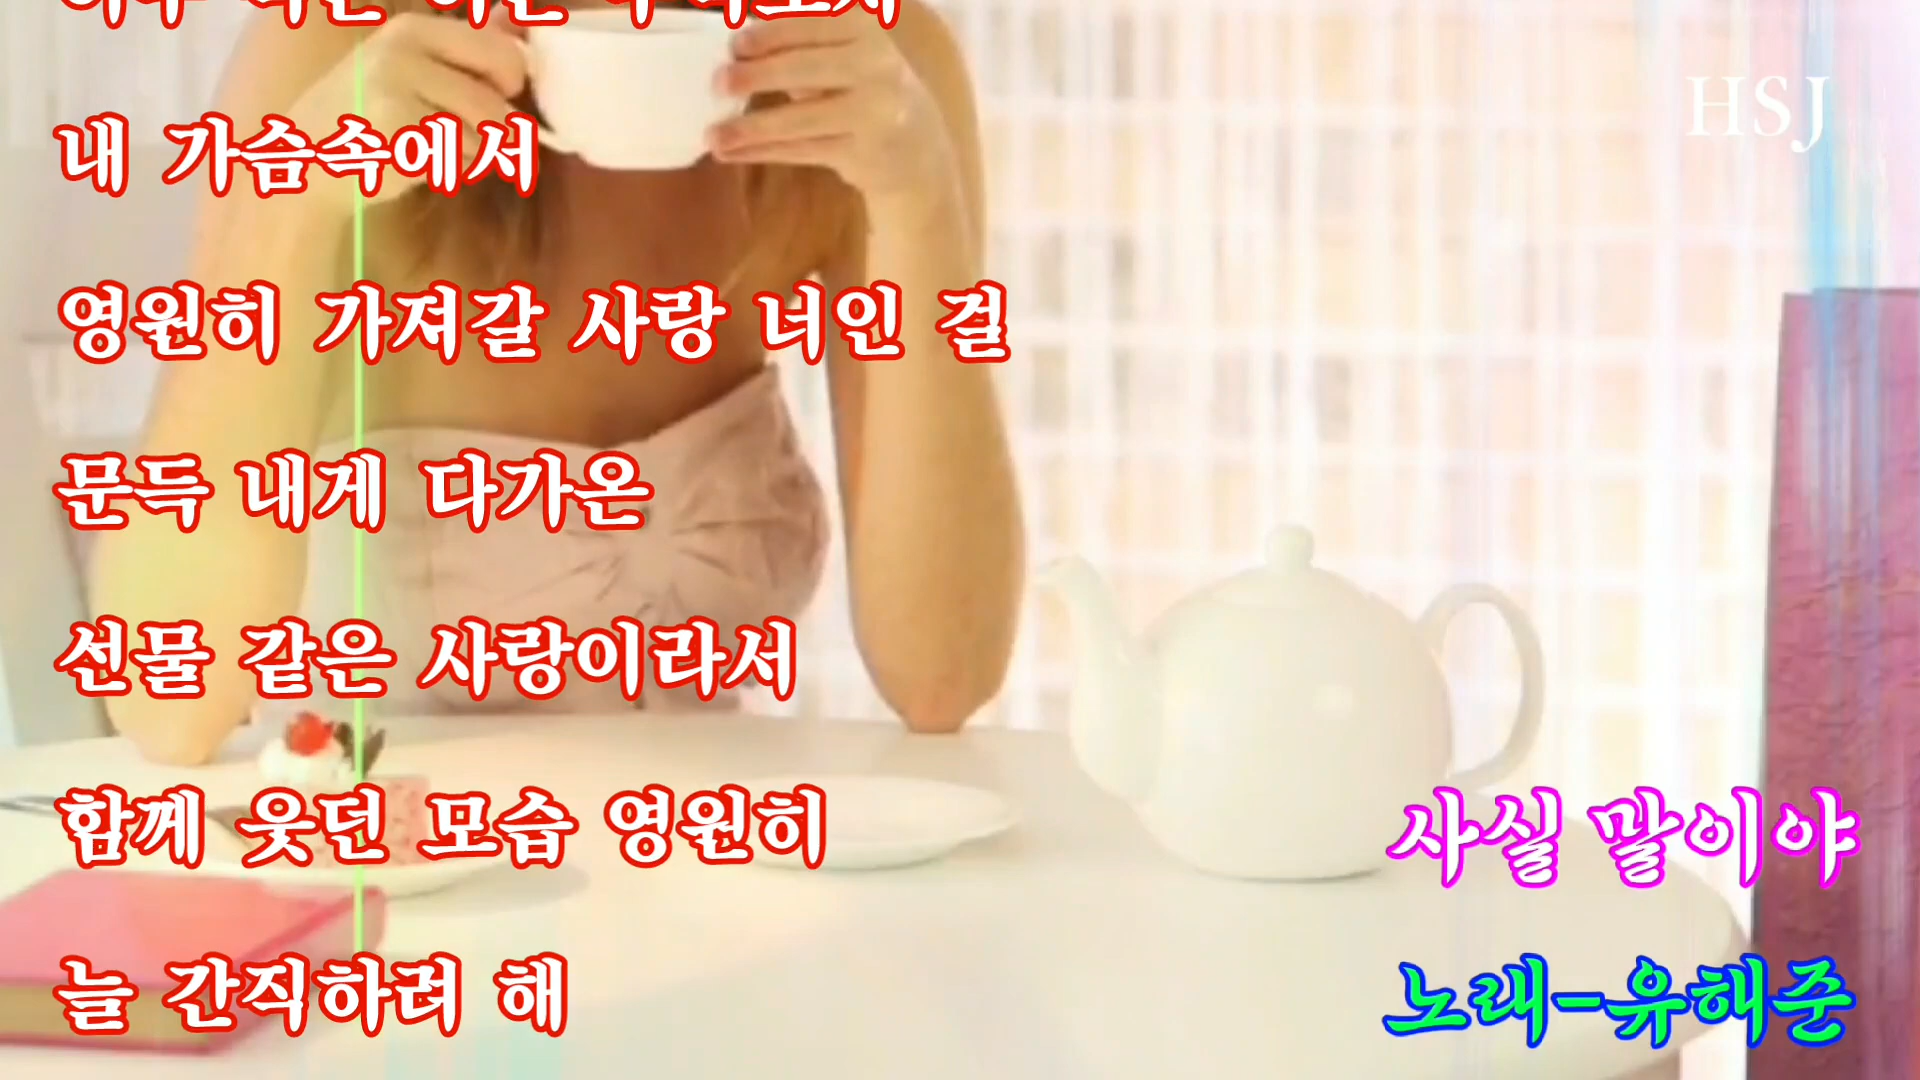 HSJ
내 가슴속에서
영원히 가져갈 사랑 너인 걸
문득 내게 다가온
선물 같은 사랑이라서
함께 웃던 모습 영원히
늘 간직하려 해
사실 말이야
노래-유해준